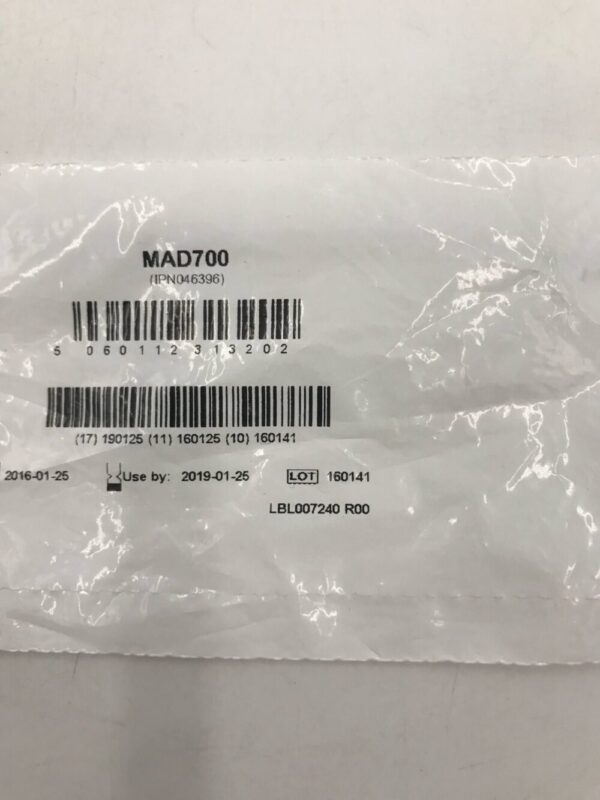 MAD700
(IPN046396)
5 060112 313202
(17) 190125 (11) 160125 (10) 160141
2016-01-25 Use by: 2019-01-25 LOT 160141
LBL007240 R00